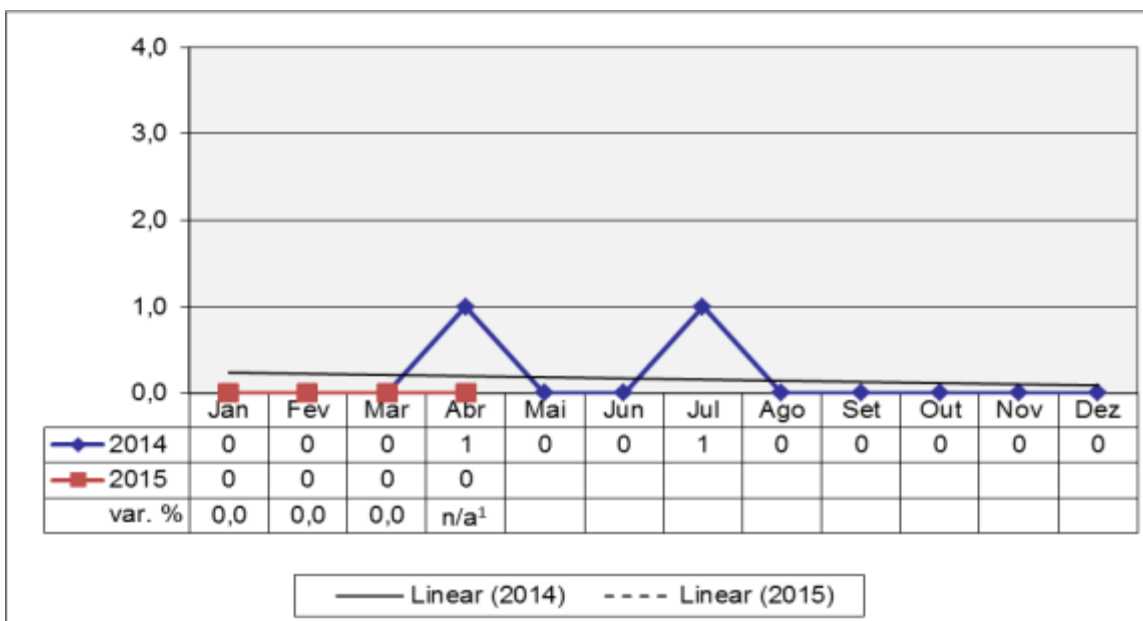 4,0
3,0
2,0
1,0
0,0
Jan Fev Mar Abr Mai Jun Jul Ago Set Out Nov Dez
2014 0 0 0 1 0 0 1 0 0 0 0 0
2015 0 0 0 0
var. % 0,0 0,0 0,0 n/a¹
Linear (2014) Linear (2015)